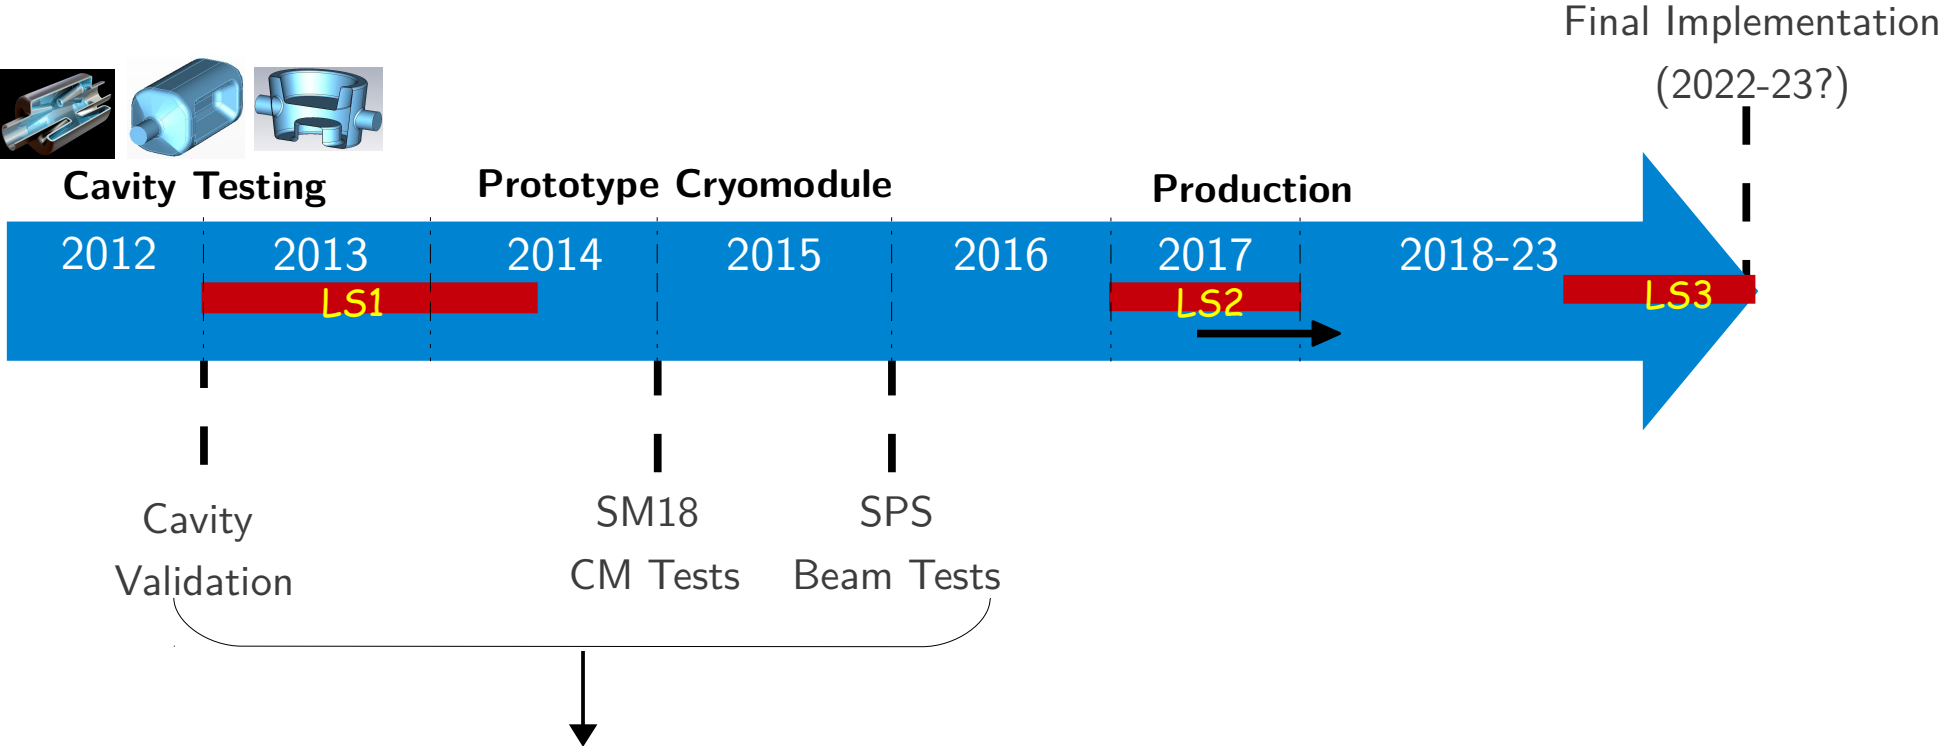 Final Implementation
(2022-23?)
Cavity Testing
Prototype Cryomodule
Production
2012
2013
2014
2015
2016
2017
2018-23
LS1
LS2
LS3
Cavity
Validation
SM18
CM Tests
SPS
Beam Tests